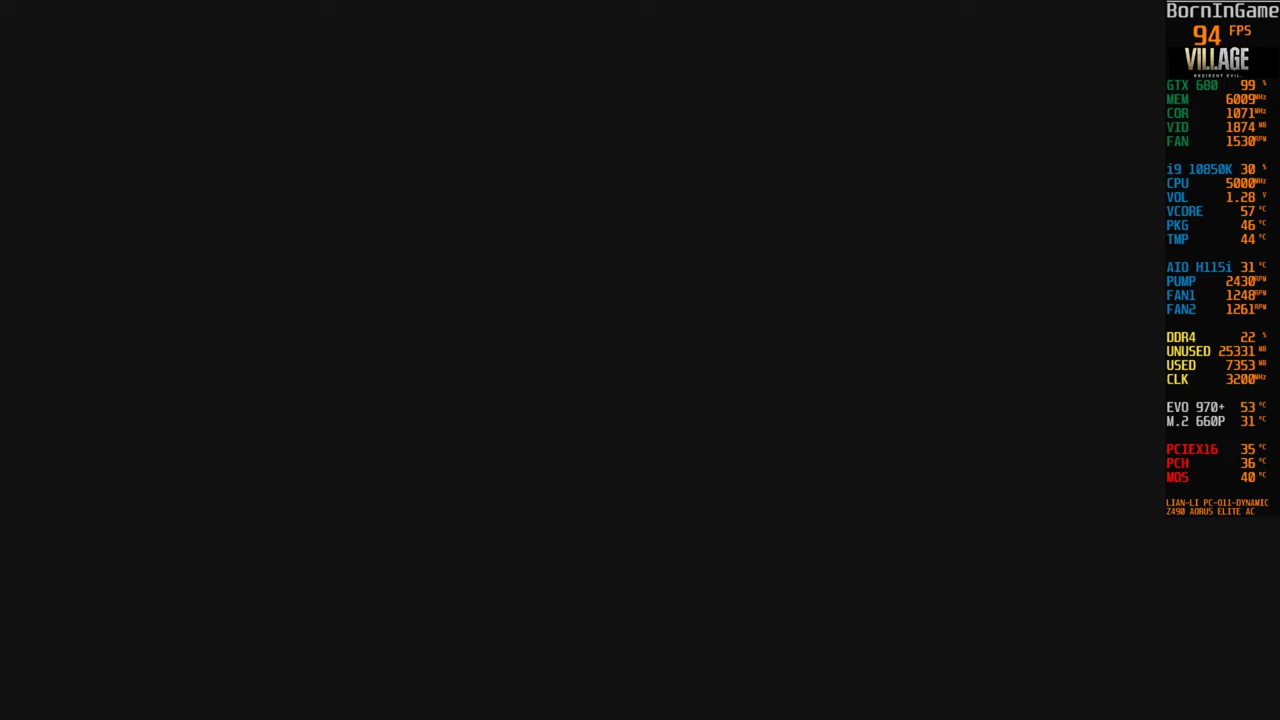 BornInGame
94 FPS
VILLAGE
RESIDENT EVIL
GTX 680 99 %
MEM 6009 MHz
COR 1071 MHz
VID 1874 MB
FAN 1530 RPM
i9 10850K 30 %
CPU 5000 MHz
VOL 1.28 V
VCORE 57 °C
PKG 46 °C
TMP 44 °C
AIO H115i 31 °C
PUMP 2430 RPM
FAN1 1248 RPM
FAN2 1261 RPM
DDR4 22 %
UNUSED 25331 MB
USED 7353 MB
CLK 3200 MHz
EVO 970+ 53 °C
M.2 660P 31 °C
PCIEX16 35 °C
PCH 36 °C
MOS 40 °C
LIAN-LI PC-O11-DYNAMIC
Z490 AORUS ELITE AC